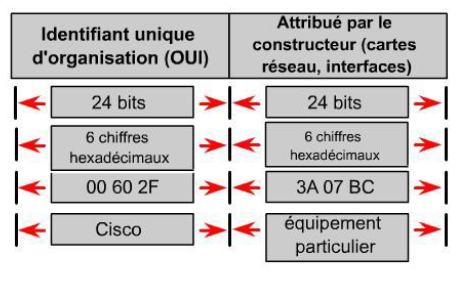 Identifiant unique
d'organisation (OUI)
Attribué par le
constructeur (cartes
réseau, interfaces)
24 bits
24 bits
6 chiffres
hexadécimaux
6 chiffres
hexadécimaux
00 60 2F
3A 07 BC
Cisco
équipement
particulier